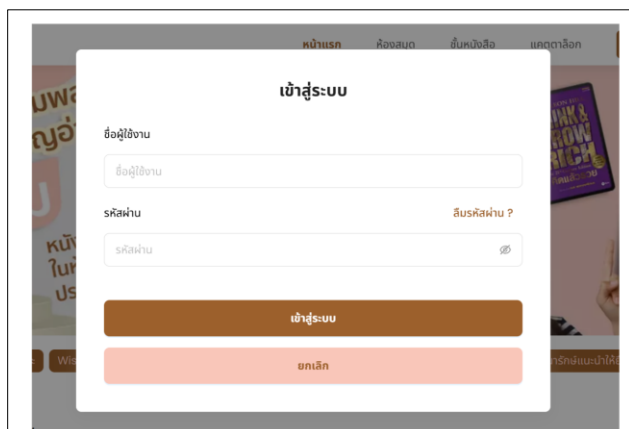 หน้าแรก ห้องสมุด ชั้นหนังสือ แคตตาล็อก
เข้าสู่ระบบ
ชื่อผู้ใช้งาน
ชื่อผู้ใช้งาน
รหัสผ่าน ลืมรหัสผ่าน ?
รหัสผ่าน
เข้าสู่ระบบ
ยกเลิก